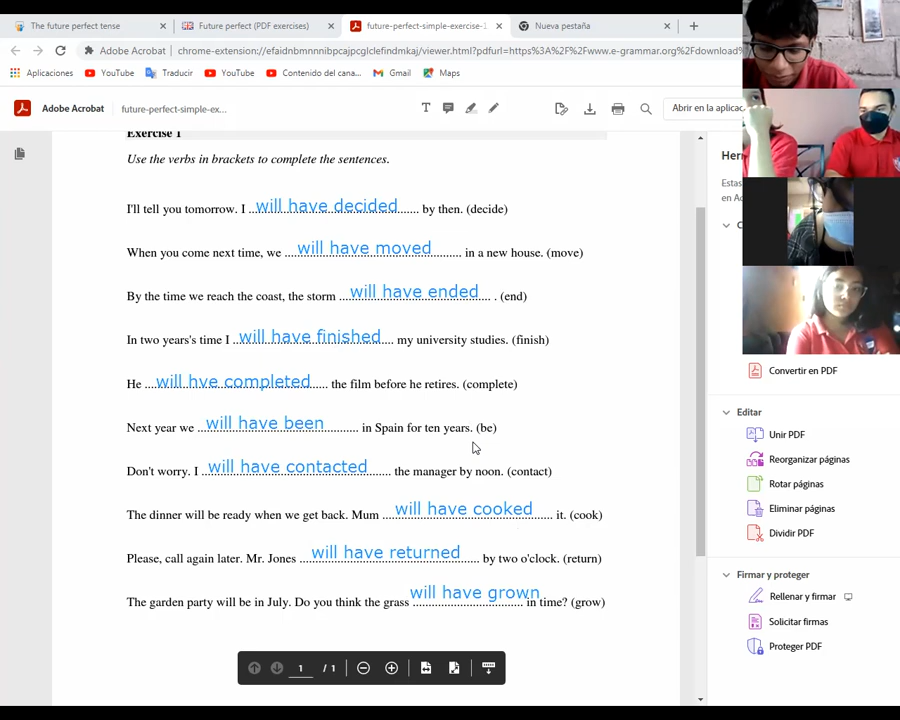 The future perfect tense × Future perfect (PDF exercises) × future-perfect-simple-exercise-1 × Nueva pestaña × +
Adobe Acrobat | chrome-extension://efaidnbmnnnibpcajpcglclefindmkaj/viewer.html?pdfurl=https%3A%2F%2Fwww.e-grammar.org%2Fdownload%
Aplicaciones YouTube Traducir YouTube Contenido del cana... Gmail Maps
Adobe Acrobat future-perfect-simple-ex... Abrir en la aplicac
Exercise 1
Use the verbs in brackets to complete the sentences.
I'll tell you tomorrow. I ... will have decided ... by then. (decide)
When you come next time, we ... will have moved ... in a new house. (move)
By the time we reach the coast, the storm ... will have ended ... . (end)
In two years's time I ... will have finished ... my university studies. (finish)
He ... will hve completed ... the film before he retires. (complete)
Next year we ... will have been ... in Spain for ten years. (be)
Don't worry. I ... will have contacted ... the manager by noon. (contact)
The dinner will be ready when we get back. Mum ... will have cooked ... it. (cook)
Please, call again later. Mr. Jones ... will have returned ... by two o'clock. (return)
The garden party will be in July. Do you think the grass ... will have grown ... in time? (grow)
1 / 1
Her
Estas
en Ad
Convertir en PDF
Editar
Unir PDF
Reorganizar páginas
Rotar páginas
Eliminar páginas
Dividir PDF
Firmar y proteger
Rellenar y firmar
Solicitar firmas
Proteger PDF